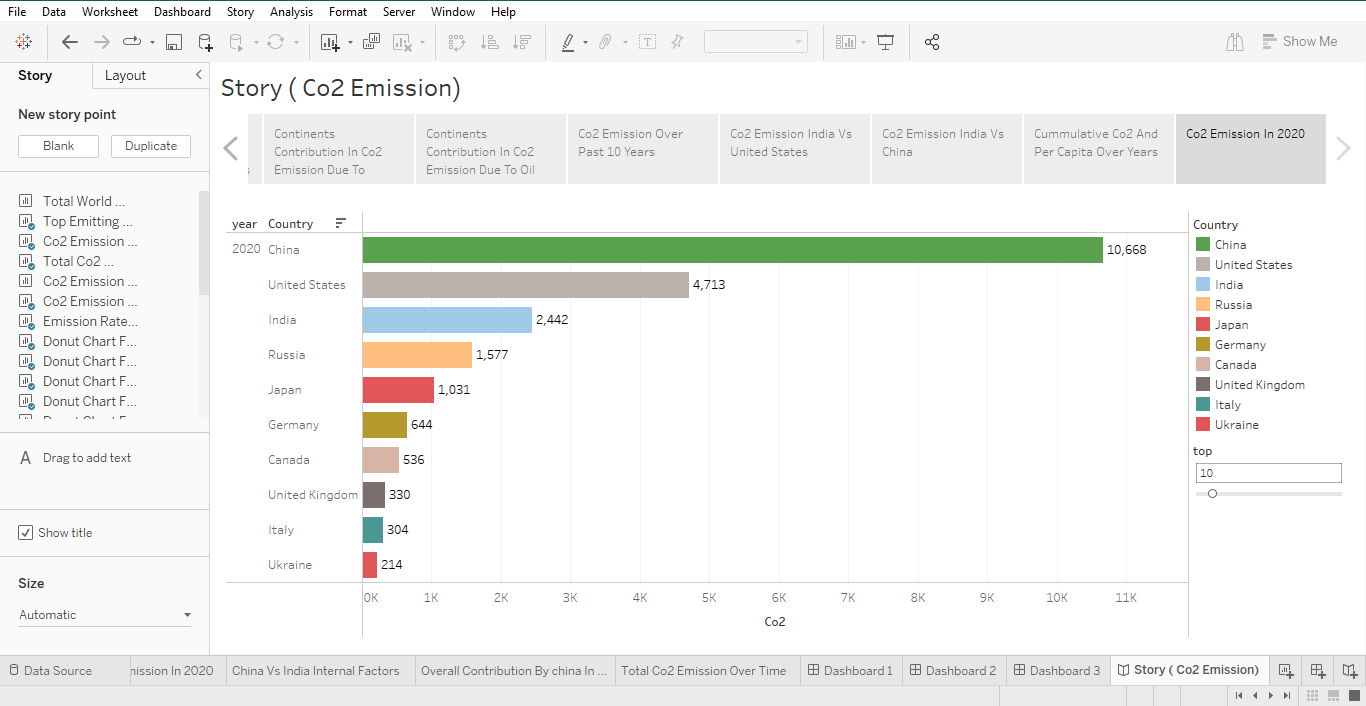 File Data Worksheet Dashboard Story Analysis Format Server Window Help
Show Me
Story Layout
New story point
Blank Duplicate
Total World ...
Top Emitting ...
Co2 Emission ...
Total Co2 ...
Co2 Emission ...
Co2 Emission ...
Emission Rate...
Donut Chart F...
Donut Chart F...
Donut Chart F...
Donut Chart F...
A Drag to add text
Show title
Size
Automatic
Story ( Co2 Emission)
Continents
Contribution In Co2
Emission Due To
Continents
Contribution In Co2
Emission Due To Oil
Co2 Emission Over
Past 10 Years
Co2 Emission India Vs
United States
Co2 Emission India Vs
China
Cummulative Co2 And
Per Capita Over Years
Co2 Emission In 2020
year Country
2020 China 10,668
United States 4,713
India 2,442
Russia 1,577
Japan 1,031
Germany 644
Canada 536
United Kingdom 330
Italy 304
Ukraine 214
0K 1K 2K 3K 4K 5K 6K 7K 8K 9K 10K 11K
Co2
Country
China
United States
India
Russia
Japan
Germany
Canada
United Kingdom
Italy
Ukraine
top
10
Data Source nission In 2020 China Vs India Internal Factors Overall Contribution By china In ... Total Co2 Emission Over Time Dashboard 1 Dashboard 2 Dashboard 3 Story ( Co2 Emission)